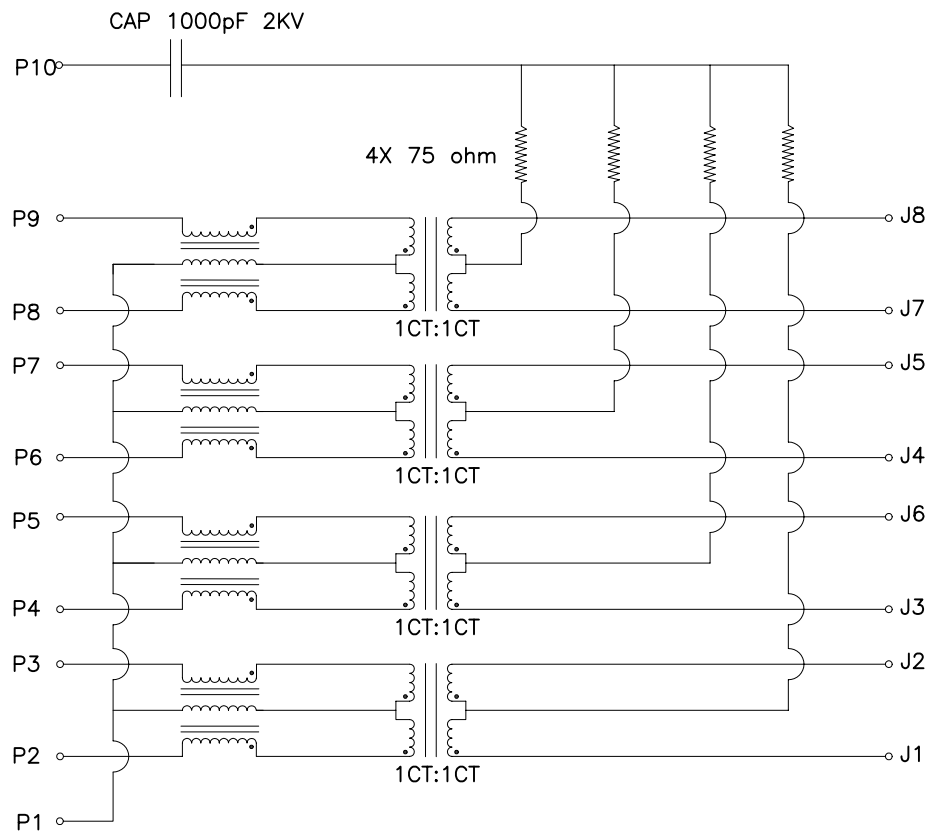 CAP 1000pF 2KV
P10
4X 75 ohm
P9
J8
P8
J7
1CT:1CT
P7
J5
P6
J4
1CT:1CT
P5
J6
P4
J3
1CT:1CT
P3
J2
P2
J1
1CT:1CT
P1